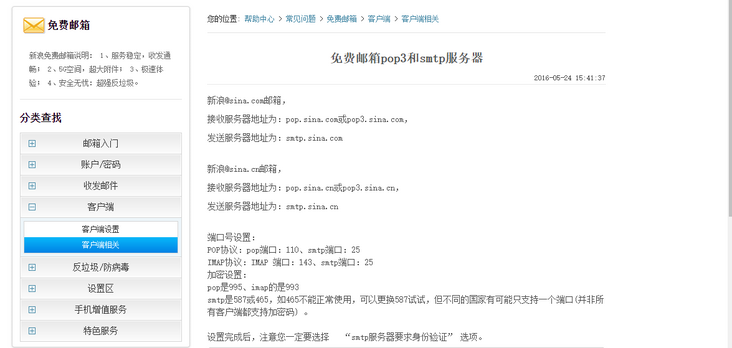 免费邮箱
新浪免费邮箱说明： 1、服务稳定，收发通
畅； 2、5G空间，超大附件； 3、极速体
验； 4、安全无忧：超强反垃圾。
分类查找
邮箱入门
账户/密码
收发邮件
客户端
客户端设置
客户端相关
反垃圾/防病毒
设置区
手机增值服务
特色服务
您的位置: 帮助中心 > 常见问题 > 免费邮箱 > 客户端 > 客户端相关
免费邮箱pop3和smtp服务器
2016-05-24 15:41:37
新浪@sina.com邮箱，
接收服务器地址为：pop.sina.com或pop3.sina.com，
发送服务器地址为：smtp.sina.com
新浪@sina.cn邮箱，
接收服务器地址为：pop.sina.cn或pop3.sina.cn，
发送服务器地址为：smtp.sina.cn
端口号设置：
POP协议：pop端口：110、smtp端口：25
IMAP协议：IMAP 端口：143、smtp端口：25
加密设置：
pop是995、imap的是993
smtp是587或465，如465不能正常使用，可以更换587试试，但不同的国家有可能只支持一个端口(并非所
有客户端都支持加密码) 。
设置完成后，注意您一定要选择 “smtp服务器要求身份验证” 选项。